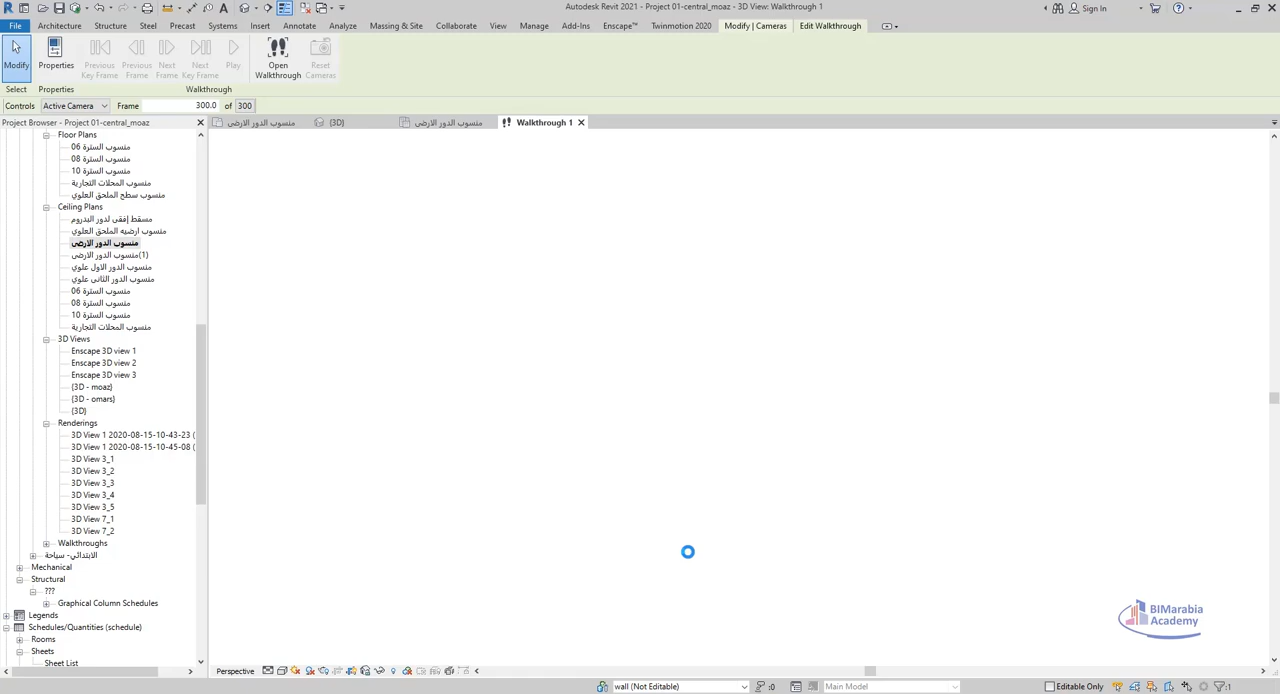 Autodesk Revit 2021 - Project 01-central_moaz - 3D View: Walkthrough 1
Sign In
File Architecture Structure Steel Precast Systems Insert Annotate Analyze Massing & Site Collaborate View Manage Add-Ins Enscape™ Twinmotion 2020 Modify | Cameras Edit Walkthrough
Modify Properties Previous Key Frame Previous Frame Next Frame Next Key Frame Play Open Walkthrough Reset Cameras
Select Properties Walkthrough
Controls Active Camera Frame 300.0 of 300
Project Browser - Project 01-central_moaz
منسوب الدور الارضى {3D} منسوب الدور الارضى Walkthrough 1
Floor Plans
منسوب السترة 06
منسوب السترة 08
منسوب السترة 10
منسوب المحلات التجارية
منسوب سطح الملحق العلوي
Ceiling Plans
مسقط إفقى لدور البدروم
منسوب ارضيه الملحق العلوي
منسوب الدور الارضى
منسوب الدور الارضى(1)
منسوب الدور الاول علوي
منسوب الدور الثانى علوي
منسوب السترة 06
منسوب السترة 08
منسوب السترة 10
منسوب المحلات التجارية
3D Views
Enscape 3D view 1
Enscape 3D view 2
Enscape 3D view 3
{3D - moaz}
{3D - omars}
{3D}
Renderings
3D View 1 2020-08-15-10-43-23 (
3D View 1 2020-08-15-10-45-08 (
3D View 3_1
3D View 3_2
3D View 3_3
3D View 3_4
3D View 3_5
3D View 7_1
3D View 7_2
Walkthroughs
الابتدائي- سياحة
Mechanical
Structural
???
Graphical Column Schedules
Legends
Schedules/Quantities (schedule)
Rooms
Sheets
Sheet List
BIMarabia
Academy
Perspective
wall (Not Editable) :0 Main Model Editable Only :1